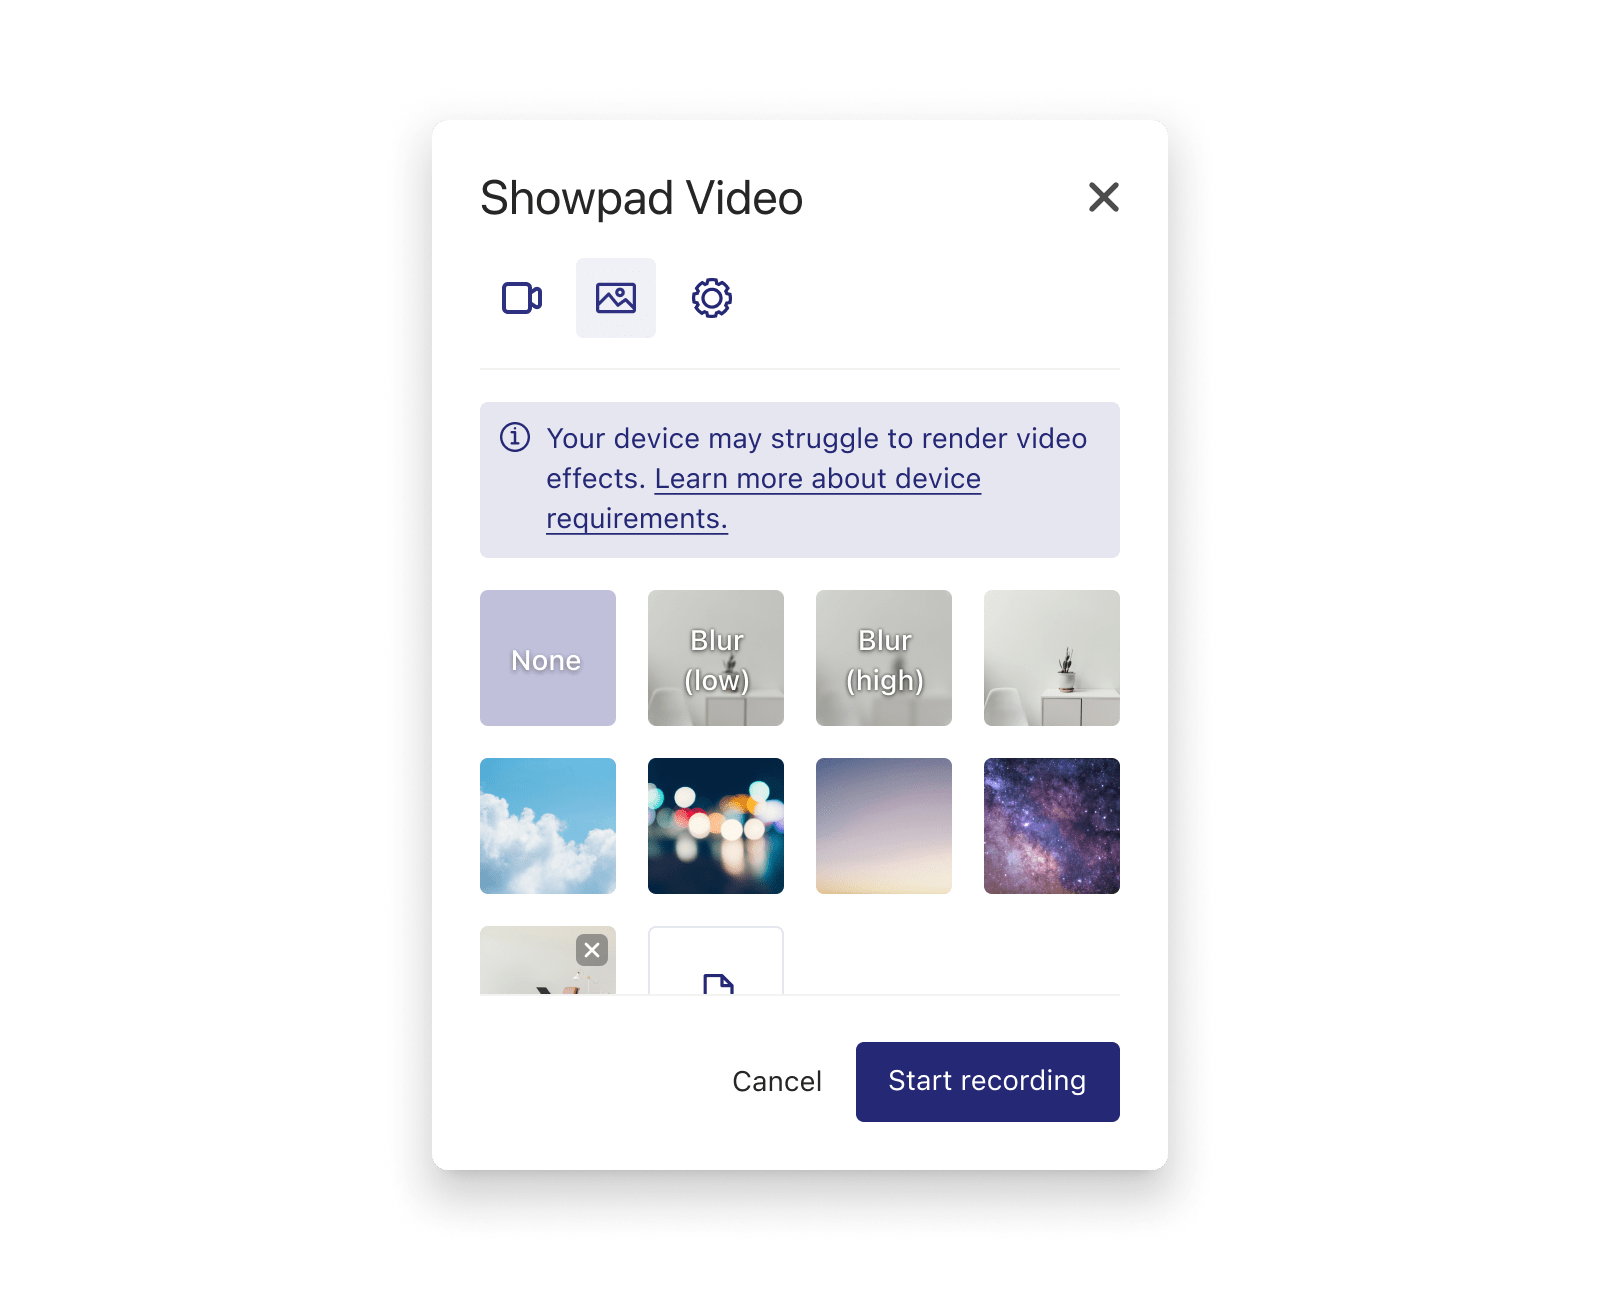 Showpad Video
Your device may struggle to render video
effects. Learn more about device
requirements.
None
Blur
(low)
Blur
(high)
Cancel
Start recording